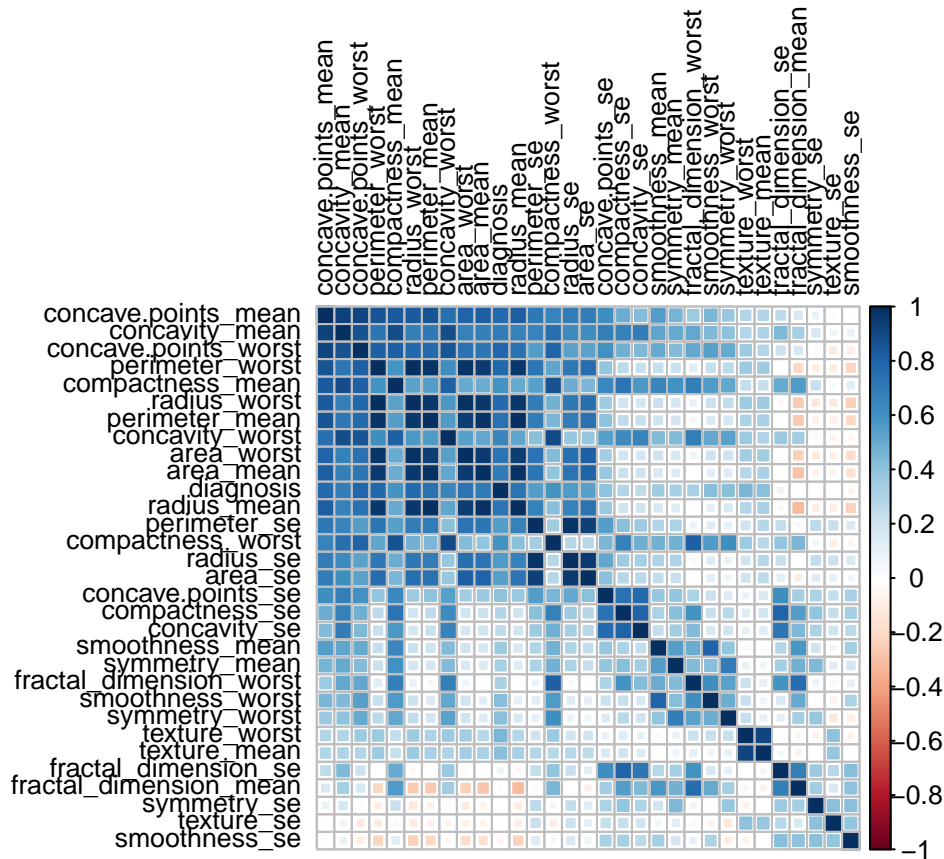 concave.points_mean
concavity_mean
concave.points_worst
perimeter_worst
compactness_mean
radius_worst
perimeter_mean
concavity_worst
area_worst
area_mean
diagnosis
radius_mean
perimeter_se
compactness_worst
radius_se
area_se
concave.points_se
compactness_se
concavity_se
smoothness_mean
symmetry_mean
fractal_dimension_worst
smoothness_worst
symmetry_worst
texture_worst
texture_mean
fractal_dimension_se
fractal_dimension_mean
symmetry_se
texture_se
smoothness_se
concave.points_mean
concavity_mean
concave.points_worst
perimeter_worst
compactness_mean
radius_worst
perimeter_mean
concavity_worst
area_worst
area_mean
diagnosis
radius_mean
perimeter_se
compactness_worst
radius_se
area_se
concave.points_se
compactness_se
concavity_se
smoothness_mean
symmetry_mean
fractal_dimension_worst
smoothness_worst
symmetry_worst
texture_worst
texture_mean
fractal_dimension_se
fractal_dimension_mean
symmetry_se
texture_se
smoothness_se
1
0.8
0.6
0.4
0.2
0
−0.2
−0.4
−0.6
−0.8
−1